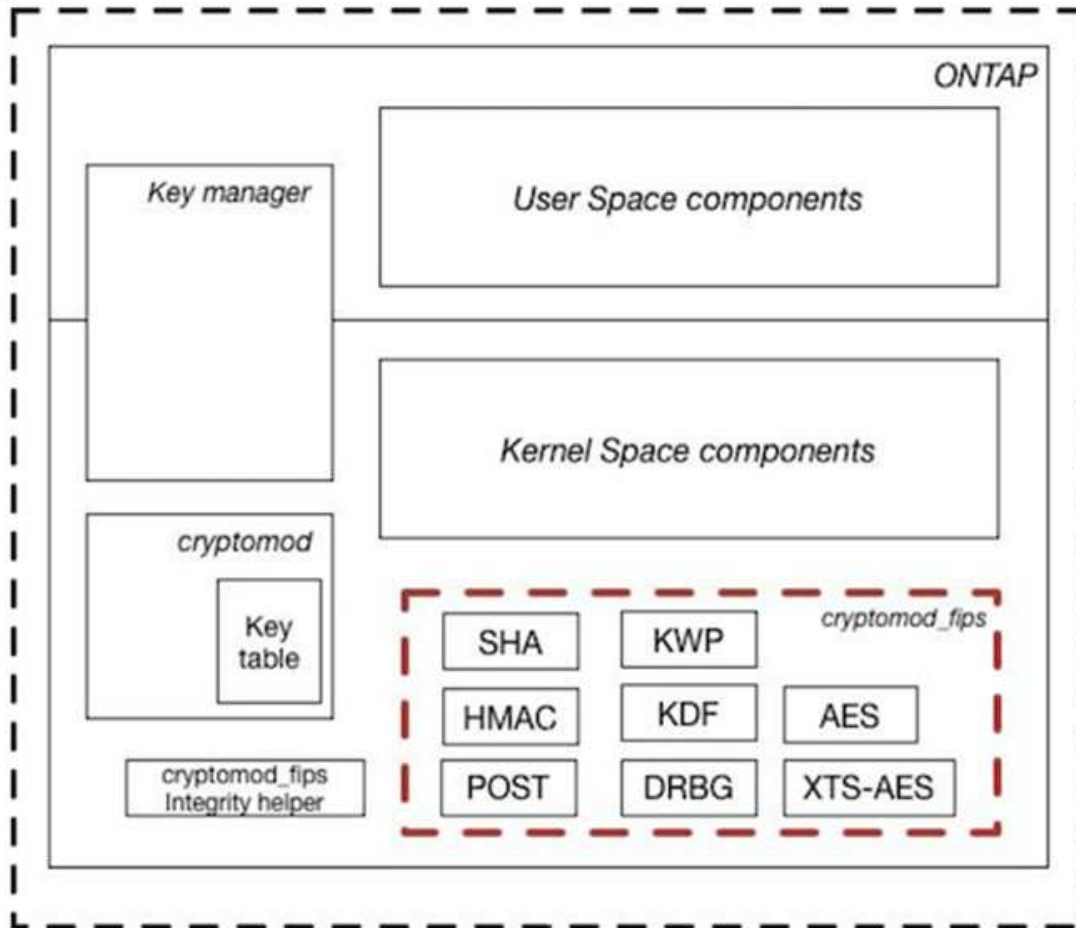 ONTAP
Key manager
User Space components
Kernel Space components
cryptomod
Key
table
cryptomod_fips
Integrity helper
cryptomod_fips
SHA
KWP
HMAC
KDF
AES
POST
DRBG
XTS-AES